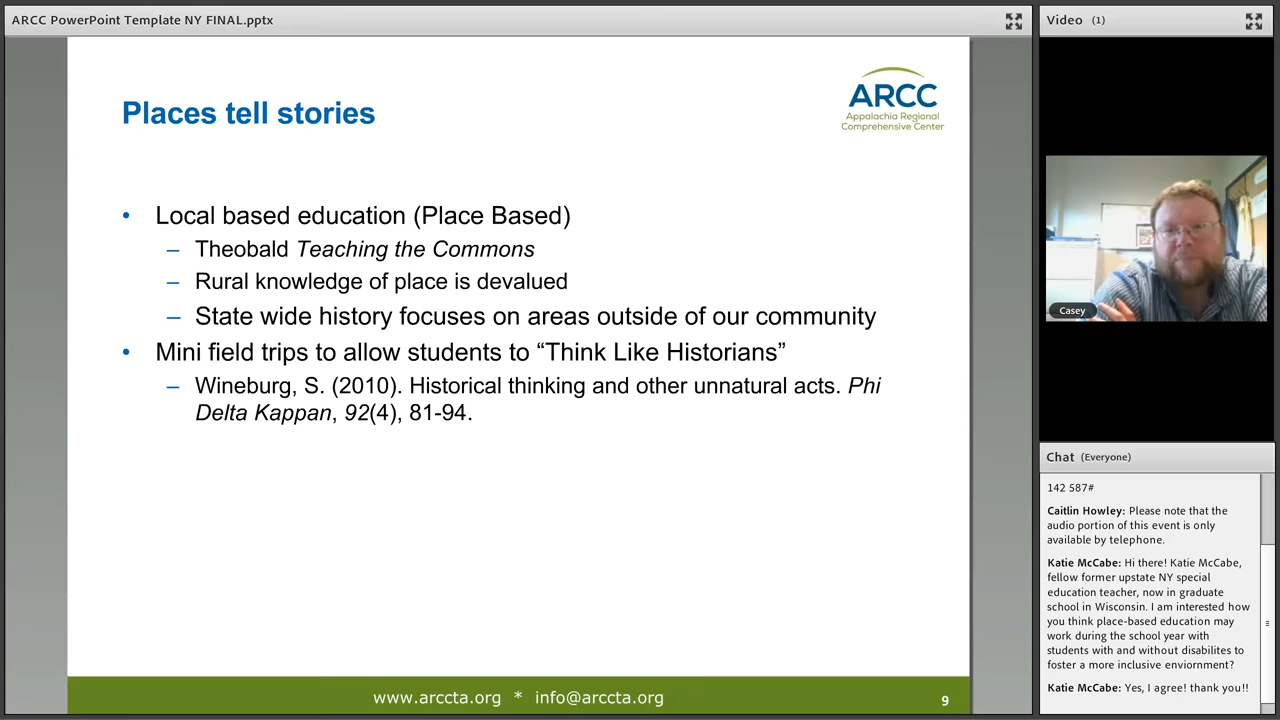 ARCC PowerPoint Template NY FINAL.pptx
Places tell stories
ARCC
Appalachia Regional
Comprehensive Center
• Local based education (Place Based)
– Theobald Teaching the Commons
– Rural knowledge of place is devalued
– State wide history focuses on areas outside of our community
• Mini field trips to allow students to “Think Like Historians”
– Wineburg, S. (2010). Historical thinking and other unnatural acts. Phi
Delta Kappan, 92(4), 81-94.
www.arccta.org * info@arccta.org
9
Video (1)
Casey
Chat (Everyone)
142 587#
Caitlin Howley: Please note that the
audio portion of this event is only
available by telephone.
Katie McCabe: Hi there! Katie McCabe,
fellow former upstate NY special
education teacher, now in graduate
school in Wisconsin. I am interested how
you think place-based education may
work during the school year with
students with and without disabilites to
foster a more inclusive enviornment?
Katie McCabe: Yes, I agree! thank you!!